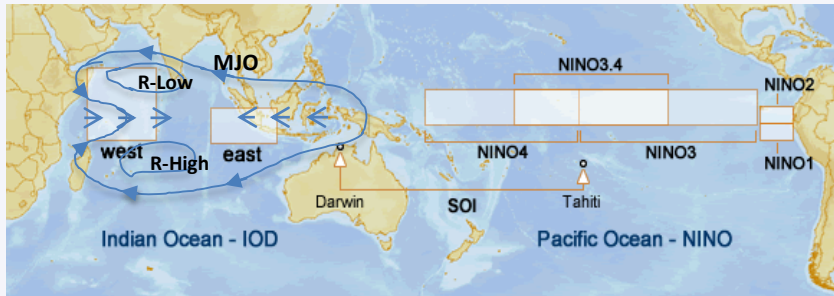 MJO
R-Low
R-High
west
east
NINO3.4
NINO2
NINO4
NINO3
NINO1
Darwin
SOI
Tahiti
Indian Ocean - IOD
Pacific Ocean - NINO